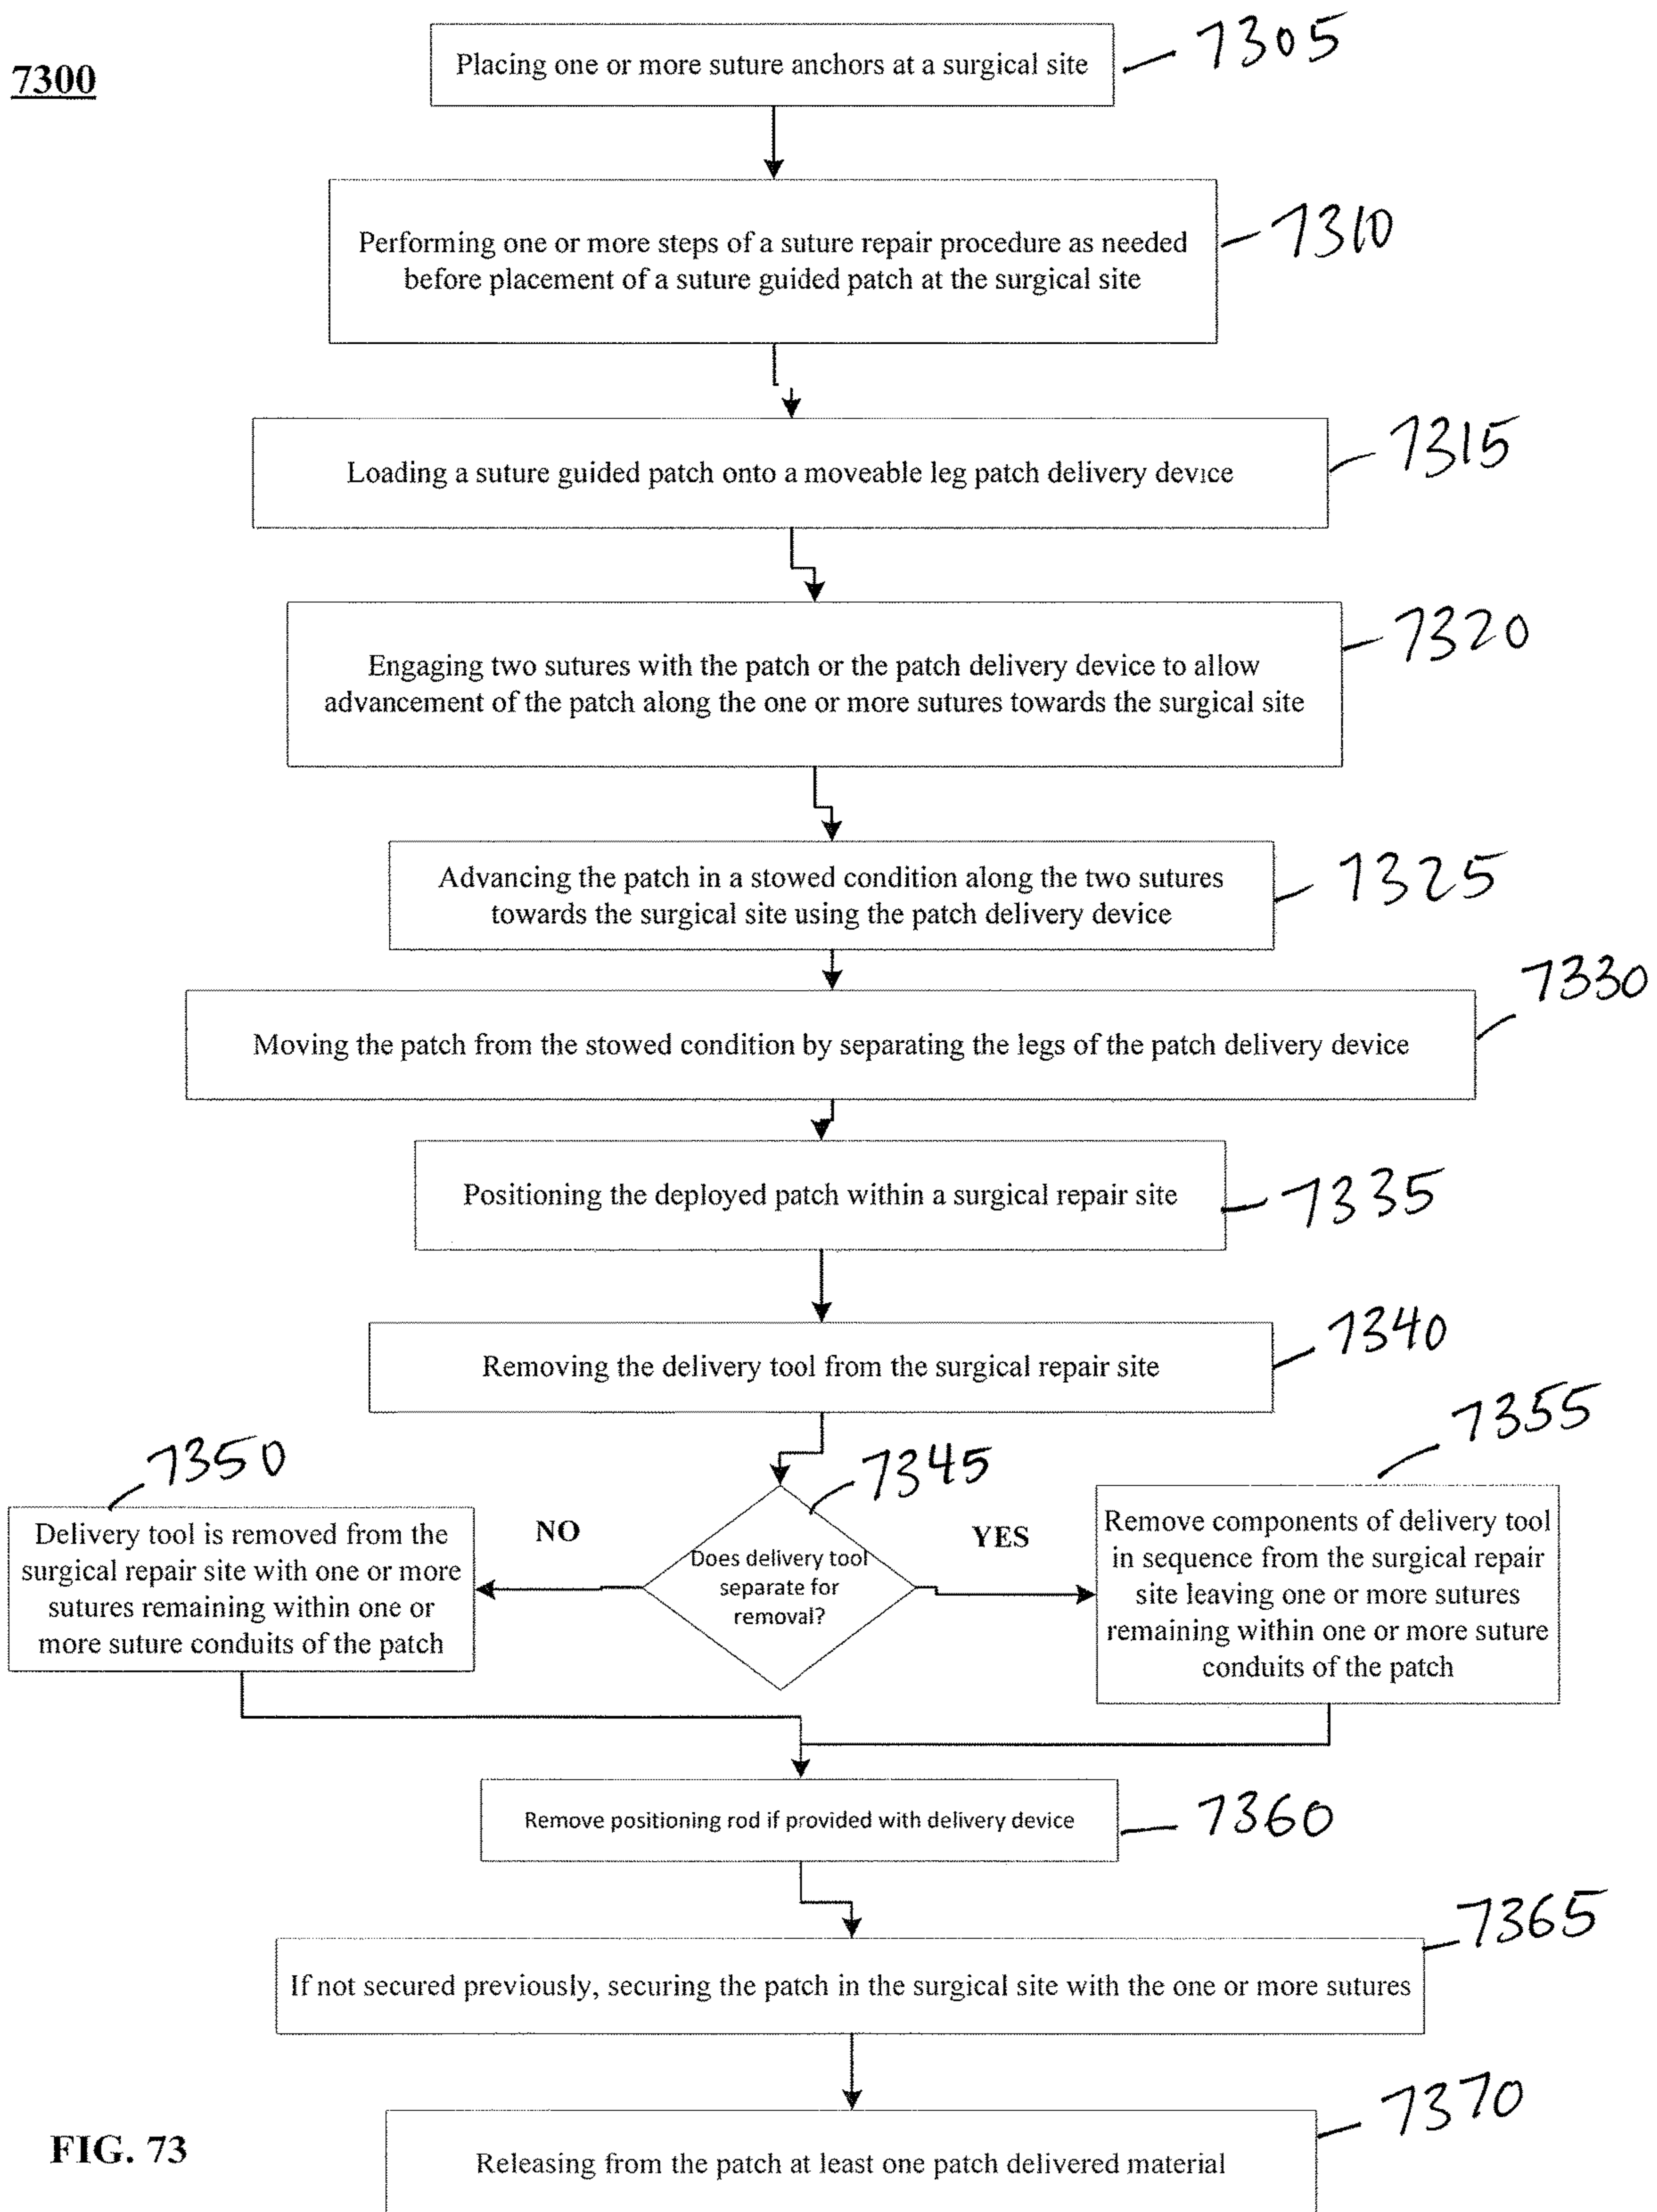 7300
Placing one or more suture anchors at a surgical site
7305
Performing one or more steps of a suture repair procedure as needed
before placement of a suture guided patch at the surgical site
7310
Loading a suture guided patch onto a moveable leg patch delivery device
7315
Engaging two sutures with the patch or the patch delivery device to allow
advancement of the patch along the one or more sutures towards the surgical site
7320
Advancing the patch in a stowed condition along the two sutures
towards the surgical site using the patch delivery device
7325
Moving the patch from the stowed condition by separating the legs of the patch delivery device
7330
Positioning the deployed patch within a surgical repair site
7335
Removing the delivery tool from the surgical repair site
7340
7350
Delivery tool is removed from the
surgical repair site with one or more
sutures remaining within one or
more suture conduits of the patch
NO
7345
Does delivery tool
separate for
removal?
YES
7355
Remove components of delivery tool
in sequence from the surgical repair
site leaving one or more sutures
remaining within one or more suture
conduits of the patch
Remove positioning rod if provided with delivery device
7360
If not secured previously, securing the patch in the surgical site with the one or more sutures
7365
Releasing from the patch at least one patch delivered material
7370
FIG. 73